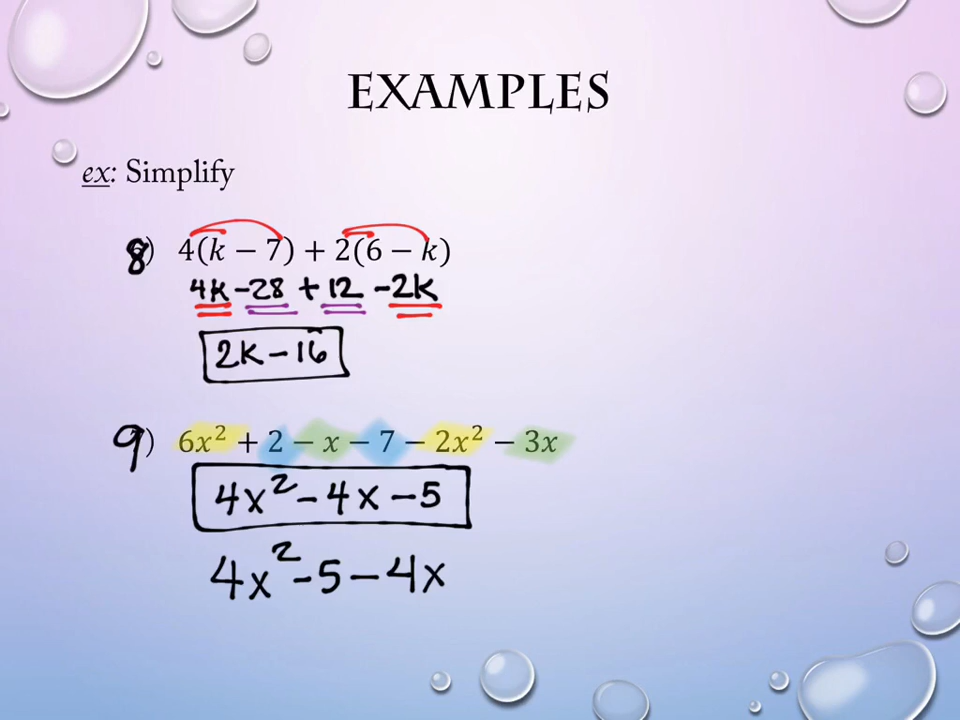 EXAMPLES
ex: Simplify
8) 4(k − 7) + 2(6 − k)
4k -28 + 12 -2k
2k - 16
9) 6x² + 2 − x − 7 − 2x² − 3x
4x² - 4x - 5
4x² - 5 - 4x